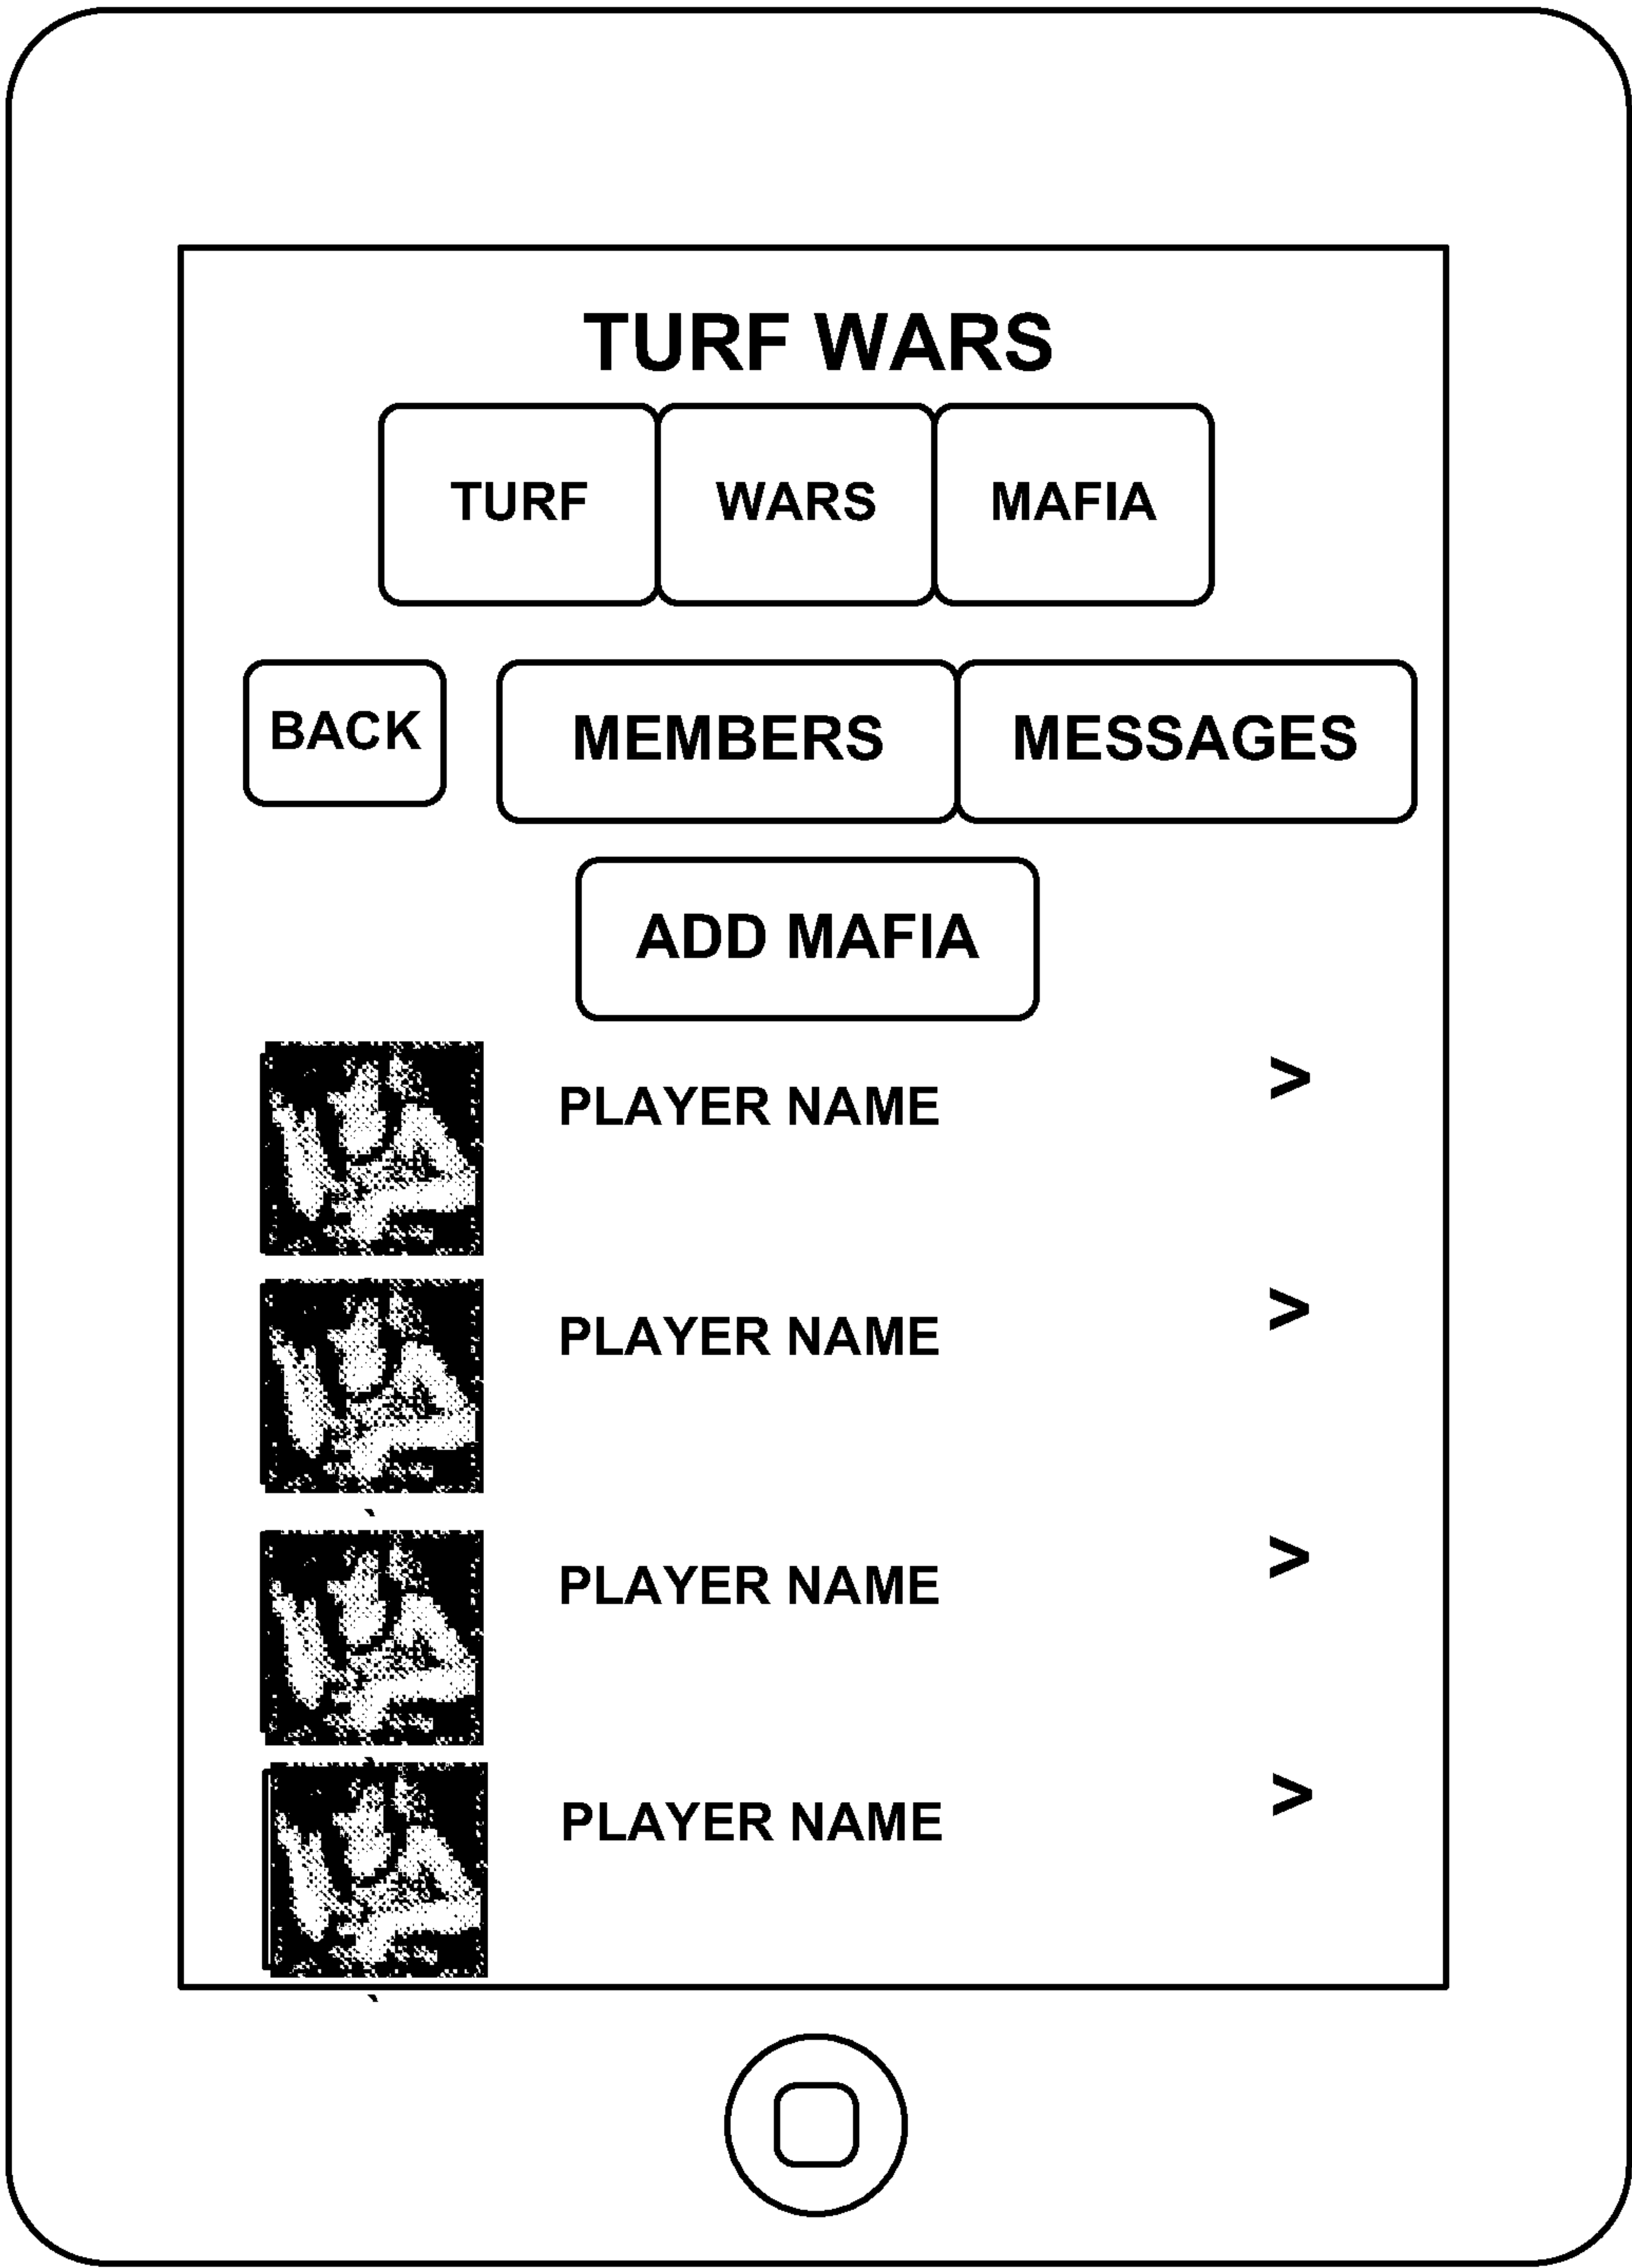 TURF WARS
TURF WARS MAFIA
BACK MEMBERS MESSAGES
ADD MAFIA
PLAYER NAME >
PLAYER NAME >
PLAYER NAME >
PLAYER NAME >